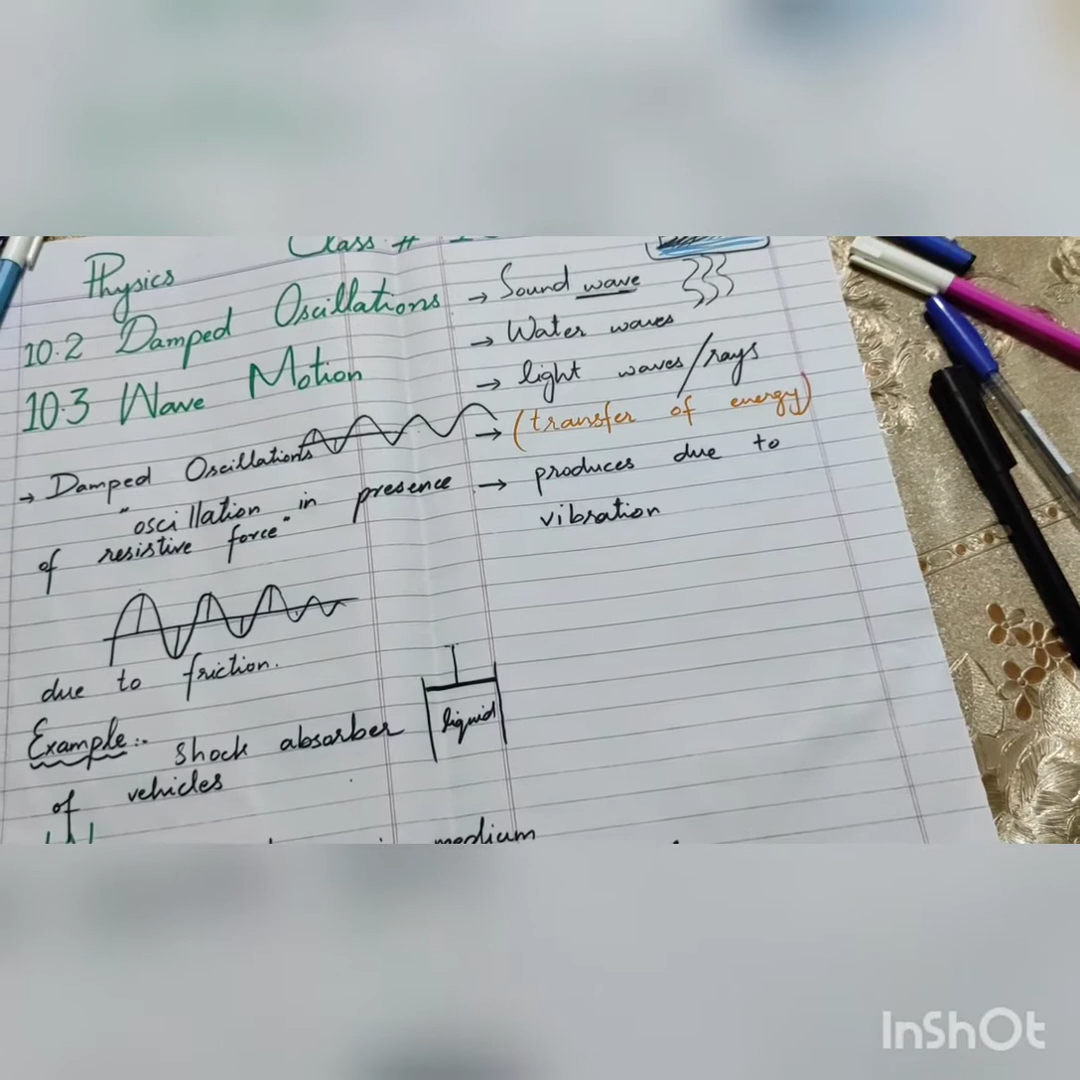 Class #
Physics
10.2 Damped Oscillations
10.3 Wave Motion
→ Damped Oscillations
"oscillation in presence
of resistive force"
due to friction.
Example:- shock absorber
of vehicles
liquid
medium
→ Sound wave
→ Water waves
→ light waves/rays
→ (transfer of energy)
→ produces due to
vibration
InShOt